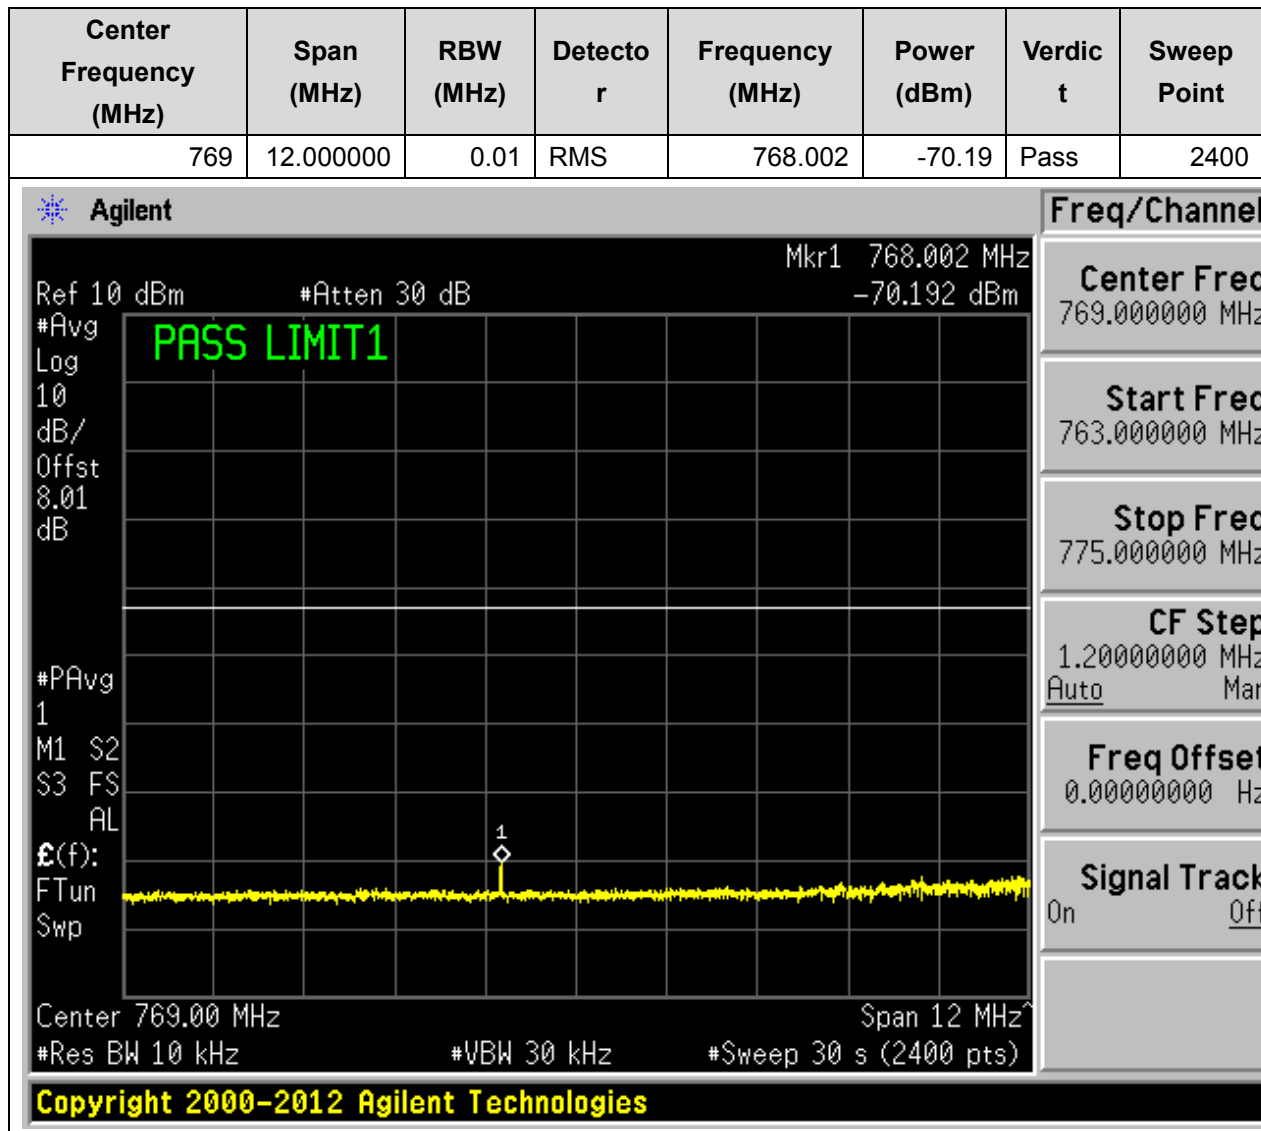 Center Frequency (MHz) Span (MHz) RBW (MHz) Detector Frequency (MHz) Power (dBm) Verdict Sweep Point
769 12.000000 0.01 RMS 768.002 -70.19 Pass 2400
Agilent
Freq/Channel
Mkr1 768.002 MHz
Ref 10 dBm #Atten 30 dB -70.192 dBm
#Avg
Log
10
dB/
Offst
8.01
dB
PASS LIMIT1
#PAvg
1
M1 S2
S3 FS
AL
£(f):
FTun
Swp
1
Center 769.00 MHz Span 12 MHz^
#Res BW 10 kHz #VBW 30 kHz #Sweep 30 s (2400 pts)
Center Freq
769.000000 MHz
Start Freq
763.000000 MHz
Stop Freq
775.000000 MHz
CF Step
1.20000000 MHz
Auto Man
Freq Offset
0.00000000 Hz
Signal Track
On Off
Copyright 2000-2012 Agilent Technologies